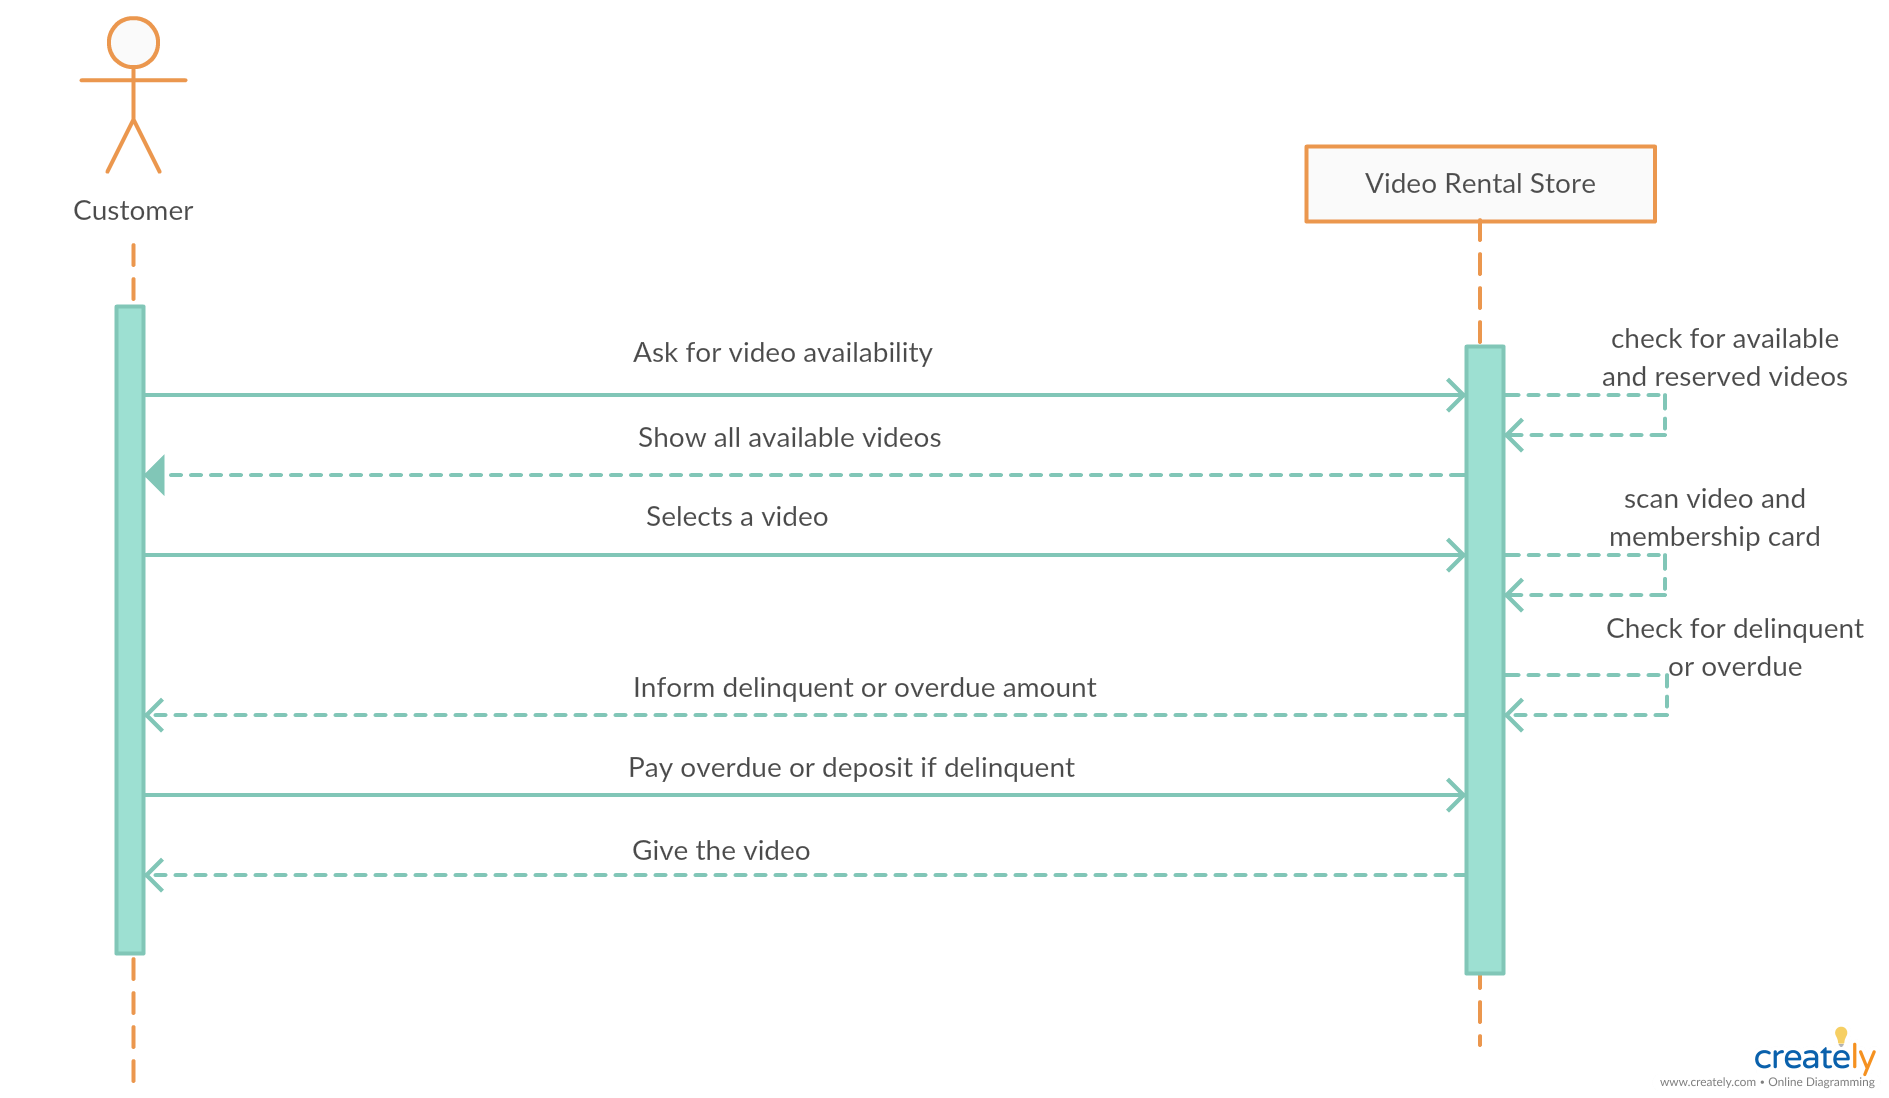 Customer
Video Rental Store
Ask for video availability
check for available
and reserved videos
Show all available videos
Selects a video
scan video and
membership card
Check for delinquent
or overdue
Inform delinquent or overdue amount
Pay overdue or deposit if delinquent
Give the video
creately
www.creately.com • Online Diagramming